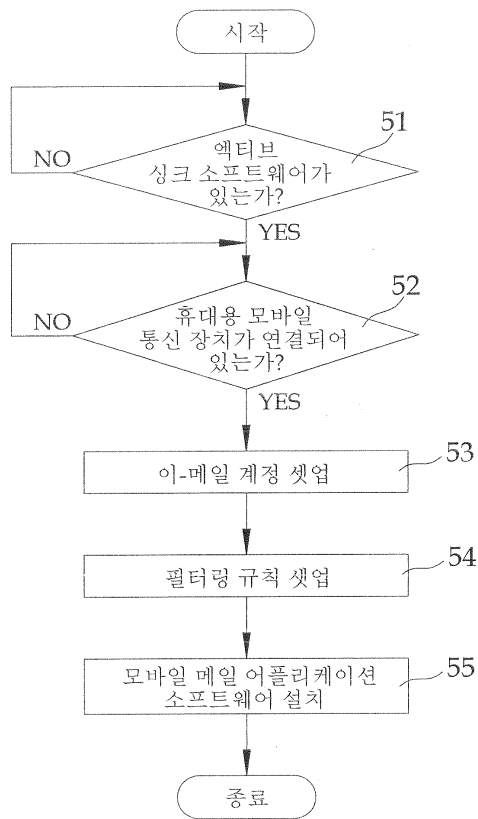 시작
51
엑티브
싱크 소프트웨어가
있는가?
NO
YES
52
휴대용 모바일
통신 장치가 연결되어
있는가?
NO
YES
53
이-메일 계정 셋업
54
필터링 규칙 셋업
55
모바일 메일 어플리케이션
소프트웨어 설치
종료